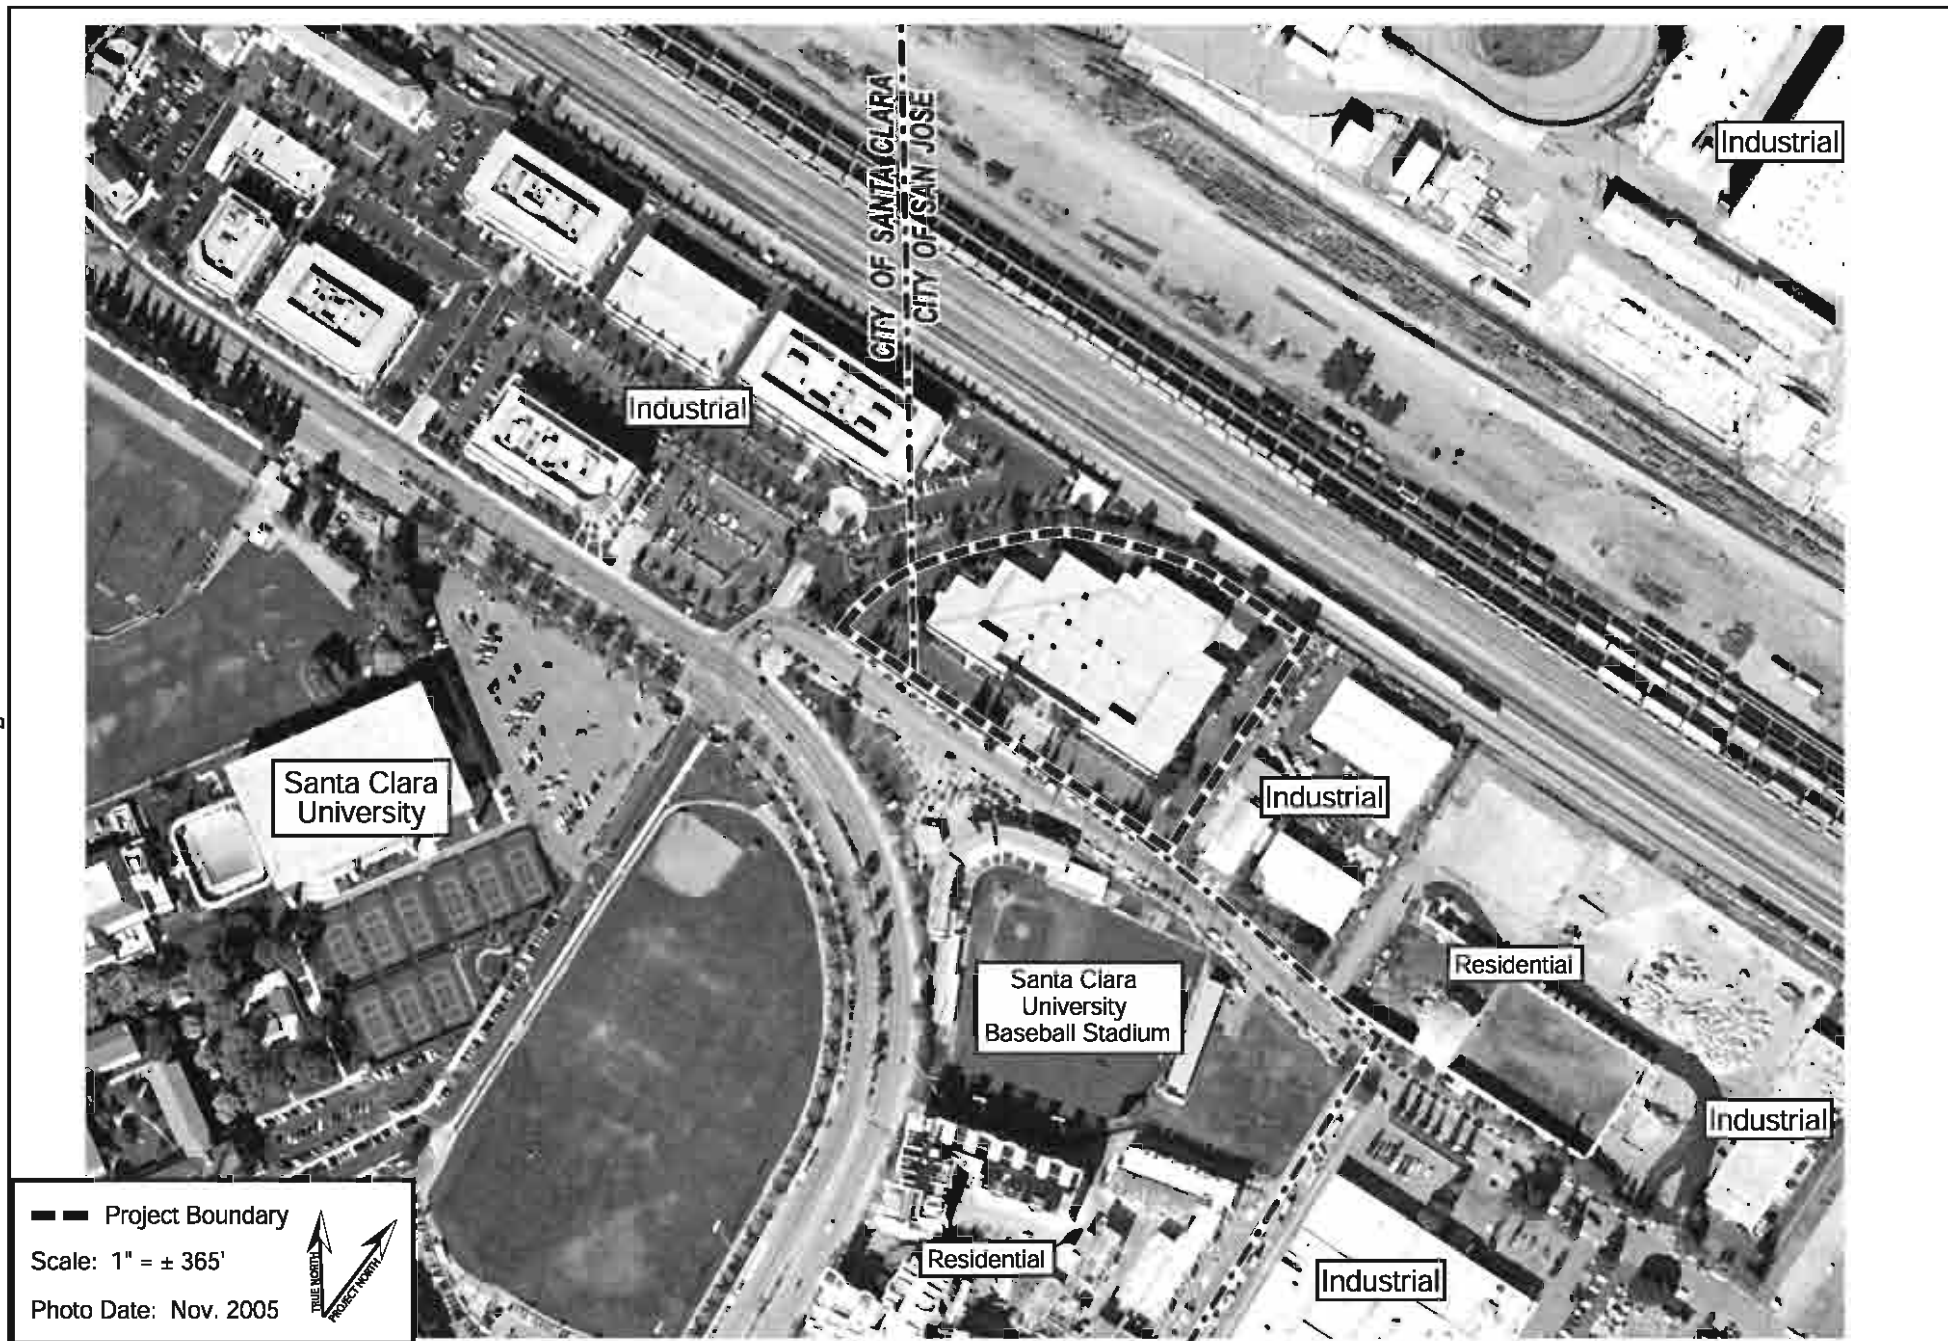 CITY OF SANTA CLARA
CITY OF SAN JOSE
Industrial
Industrial
Santa Clara
University
Industrial
Residential
Santa Clara
University
Baseball Stadium
Industrial
Residential
Industrial
Project Boundary
Scale: 1" = ± 365'
Photo Date: Nov. 2005
TRUE NORTH
PROJECT NORTH